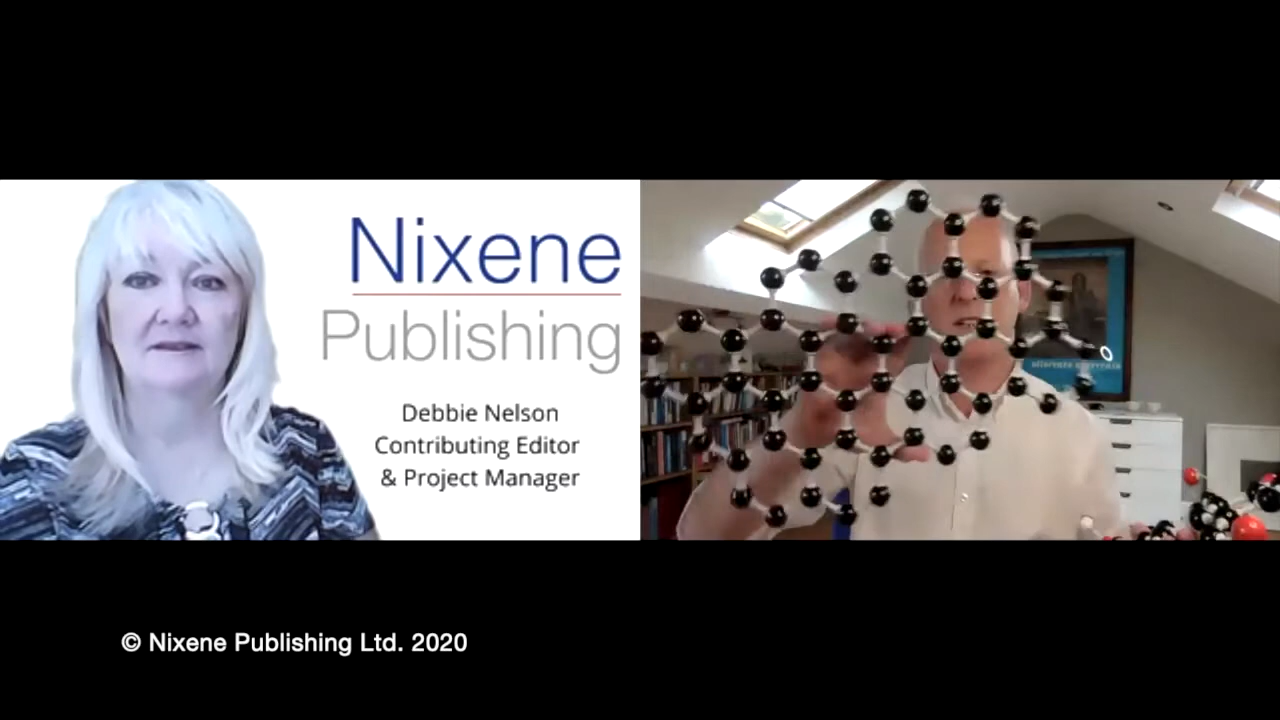 Nixene
Publishing
Debbie Nelson
Contributing Editor
& Project Manager
© Nixene Publishing Ltd. 2020